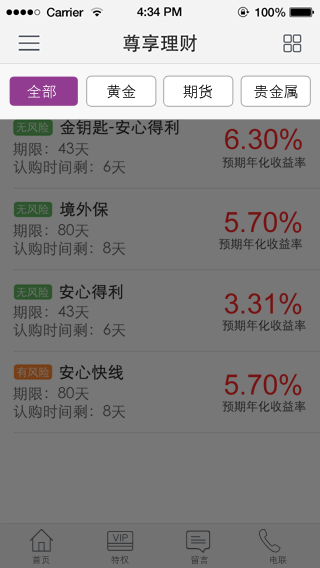 Carrier 4:34 PM 100%
尊享理财
全部 黄金 期货 贵金属
无风险 金钥匙-安心得利 6.30%
期限：43天 预期年化收益率
认购时间剩：6天
无风险 境外保 5.70%
期限：80天 预期年化收益率
认购时间剩：8天
无风险 安心得利 3.31%
期限：43天 预期年化收益率
认购时间剩：6天
有风险 安心快线 5.70%
期限：80天 预期年化收益率
认购时间剩：8天
VIP
首页 特权 留言 电联